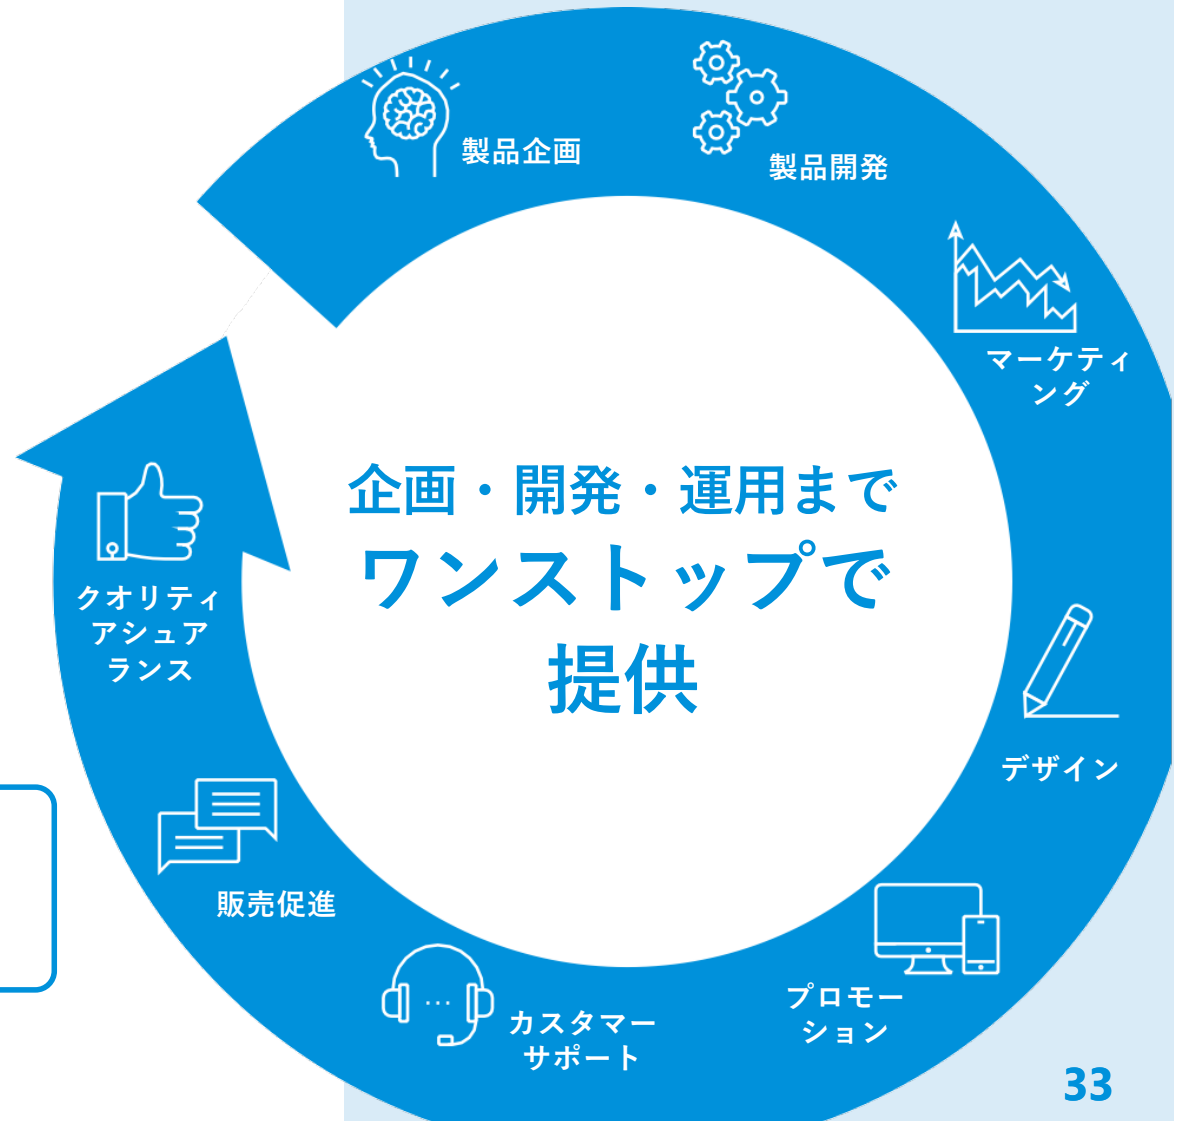 製品企画
製品開発
マーケティ
ング
企画・開発・運用まで
ワンストップで
提供
クオリティ
アシュア
ランス
デザイン
販売促進
プロモー
ション
カスタマー
サポート
33